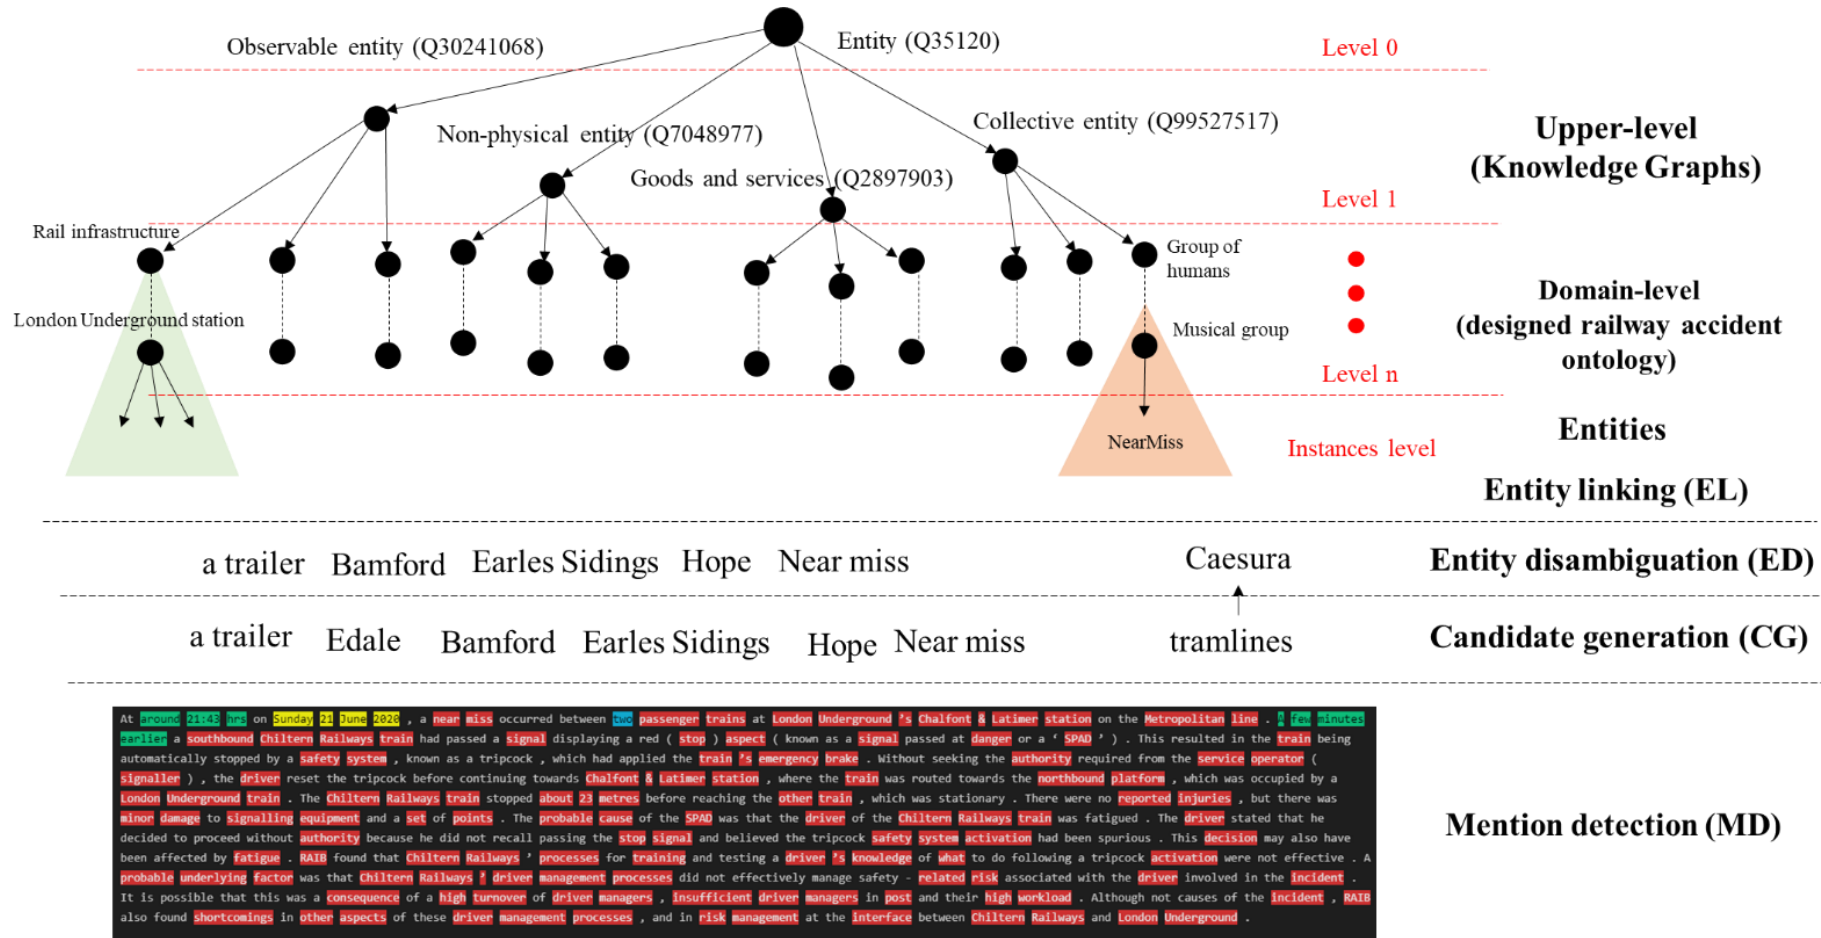 Observable entity (Q30241068)
Entity (Q35120)
Level 0
Non-physical entity (Q7048977)
Collective entity (Q99527517)
Upper-level
(Knowledge Graphs)
Goods and services (Q2897903)
Level 1
Rail infrastructure
Group of
humans
London Underground station
Musical group
Domain-level
(designed railway accident
ontology)
Level n
NearMiss
Instances level
Entities
Entity linking (EL)
a trailer Bamford Earles Sidings Hope Near miss Caesura
Entity disambiguation (ED)
a trailer Edale Bamford Earles Sidings Hope Near miss tramlines
Candidate generation (CG)
At around 21:43 hrs on Sunday 21 June 2020 , a near miss occurred between two passenger trains at London Underground 's Chalfont & Latimer station on the Metropolitan line . A few minutes
earlier a southbound Chiltern Railways train had passed a signal displaying a red ( stop ) aspect ( known as a signal passed at danger or a ' SPAD ' ) . This resulted in the train being
automatically stopped by a safety system , known as a tripcock , which had applied the train 's emergency brake . Without seeking the authority required from the service operator (
signaller ) , the driver reset the tripcock before continuing towards Chalfont & Latimer station , where the train was routed towards the northbound platform , which was occupied by a
London Underground train . The Chiltern Railways train stopped about 23 metres before reaching the other train , which was stationary . There were no reported injuries , but there was
minor damage to signalling equipment and a set of points . The probable cause of the SPAD was that the driver of the Chiltern Railways train was fatigued . The driver stated that he
decided to proceed without authority because he did not recall passing the stop signal and believed the tripcock safety system activation had been spurious . This decision may also have
been affected by fatigue . RAIB found that Chiltern Railways ' processes for training and testing a driver 's knowledge of what to do following a tripcock activation were not effective . A
probable underlying factor was that Chiltern Railways ' driver management processes did not effectively manage safety - related risk associated with the driver involved in the incident .
It is possible that this was a consequence of a high turnover of driver managers , insufficient driver managers in post and their high workload . Although not causes of the incident , RAIB
also found shortcomings in other aspects of these driver management processes , and in risk management at the interface between Chiltern Railways and London Underground .
Mention detection (MD)